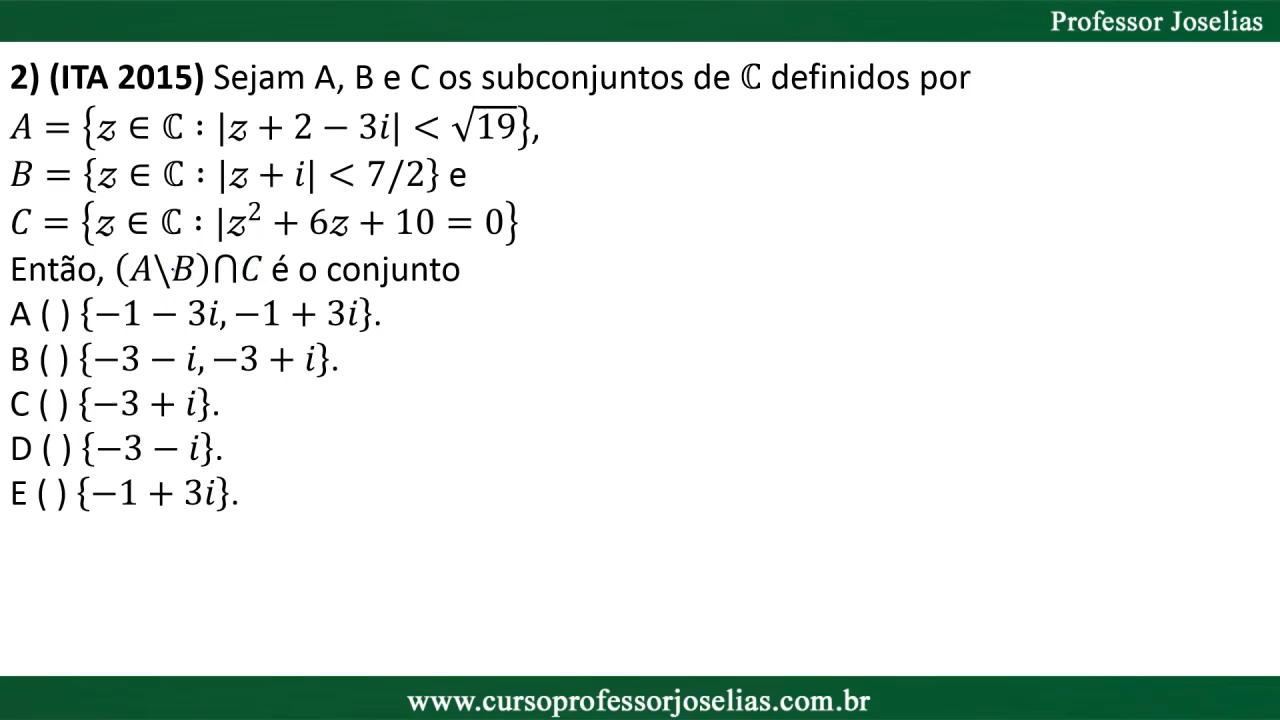 Professor Joselias
2) (ITA 2015) Sejam A, B e C os subconjuntos de ℂ definidos por
𝐴 = {𝓏 ∈ ℂ : |𝓏 + 2 − 3𝑖| < √19},
𝐵 = {𝓏 ∈ ℂ : |𝓏 + 𝑖| < 7/2} e
𝐶 = {𝓏 ∈ ℂ : |𝓏² + 6𝓏 + 10 = 0}
Então, (𝐴\𝐵)⋂𝐶 é o conjunto
A ( ) {−1 − 3𝑖, −1 + 3𝑖}.
B ( ) {−3 − 𝑖, −3 + 𝑖}.
C ( ) {−3 + 𝑖}.
D ( ) {−3 − 𝑖}.
E ( ) {−1 + 3𝑖}.
www.cursoprofessorjoselias.com.br